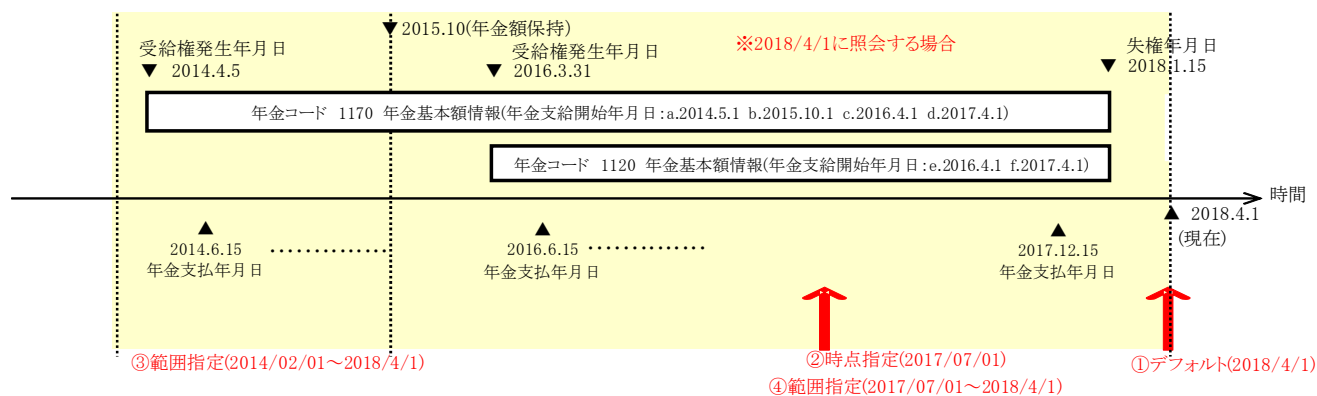 ▼2015.10(年金額保持)
※2018/4/1に照会する場合
受給権発生年月日
▼ 2014.4.5
受給権発生年月日
▼ 2016.3.31
失権年月日
▼ 2018.1.15
年金コード 1170 年金基本額情報(年金支給開始年月日:a.2014.5.1 b.2015.10.1 c.2016.4.1 d.2017.4.1)
年金コード 1120 年金基本額情報(年金支給開始年月日:e.2016.4.1 f.2017.4.1)
時間
▲ 2018.4.1
(現在)
▲
2014.6.15
年金支払年月日
▲
2016.6.15
年金支払年月日
▲
2017.12.15
年金支払年月日
③範囲指定(2014/02/01～2018/4/1)
②時点指定(2017/07/01)
④範囲指定(2017/07/01～2018/4/1)
①デフォルト(2018/4/1)